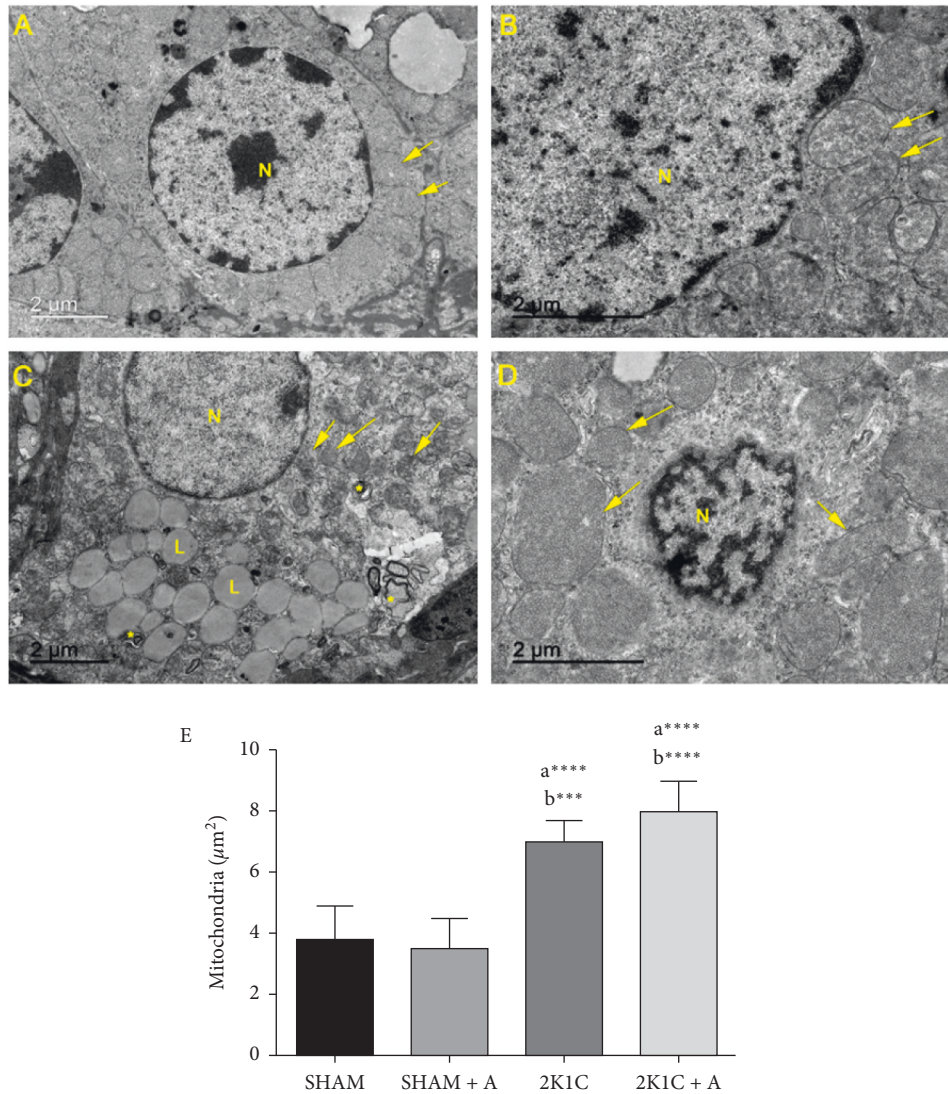 A
N
2 μm
B
N
2 μm
C
N
*
L
L
*
*
2 μm
D
N
2 μm
E
a****
a****
b****
b***
10
8
6
4
2
0
Mitochondria (μm²)
SHAM
SHAM + A
2K1C
2K1C + A